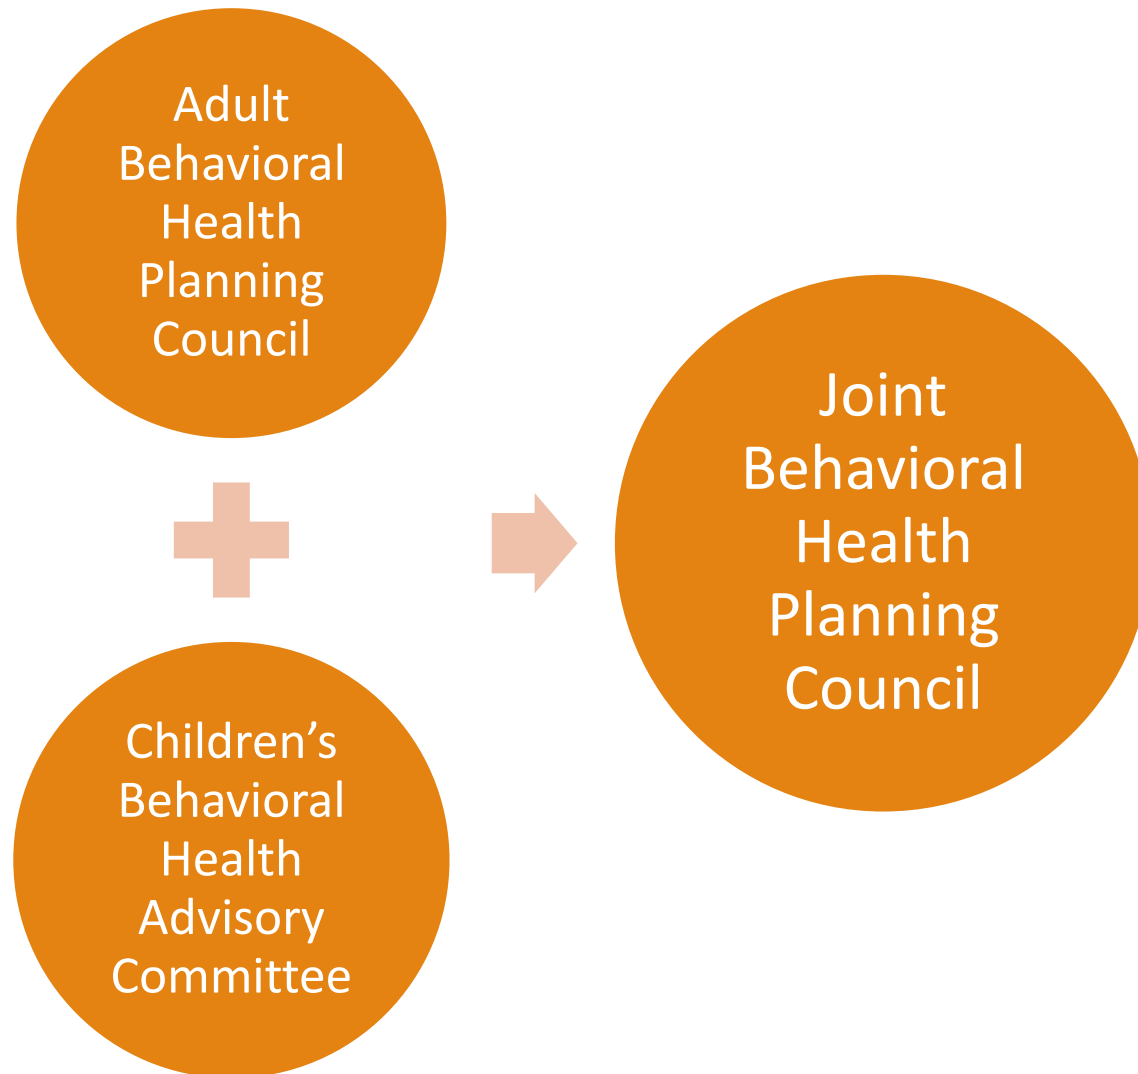 Adult
Behavioral
Health
Planning
Council
Children’s
Behavioral
Health
Advisory
Committee
Joint
Behavioral
Health
Planning
Council